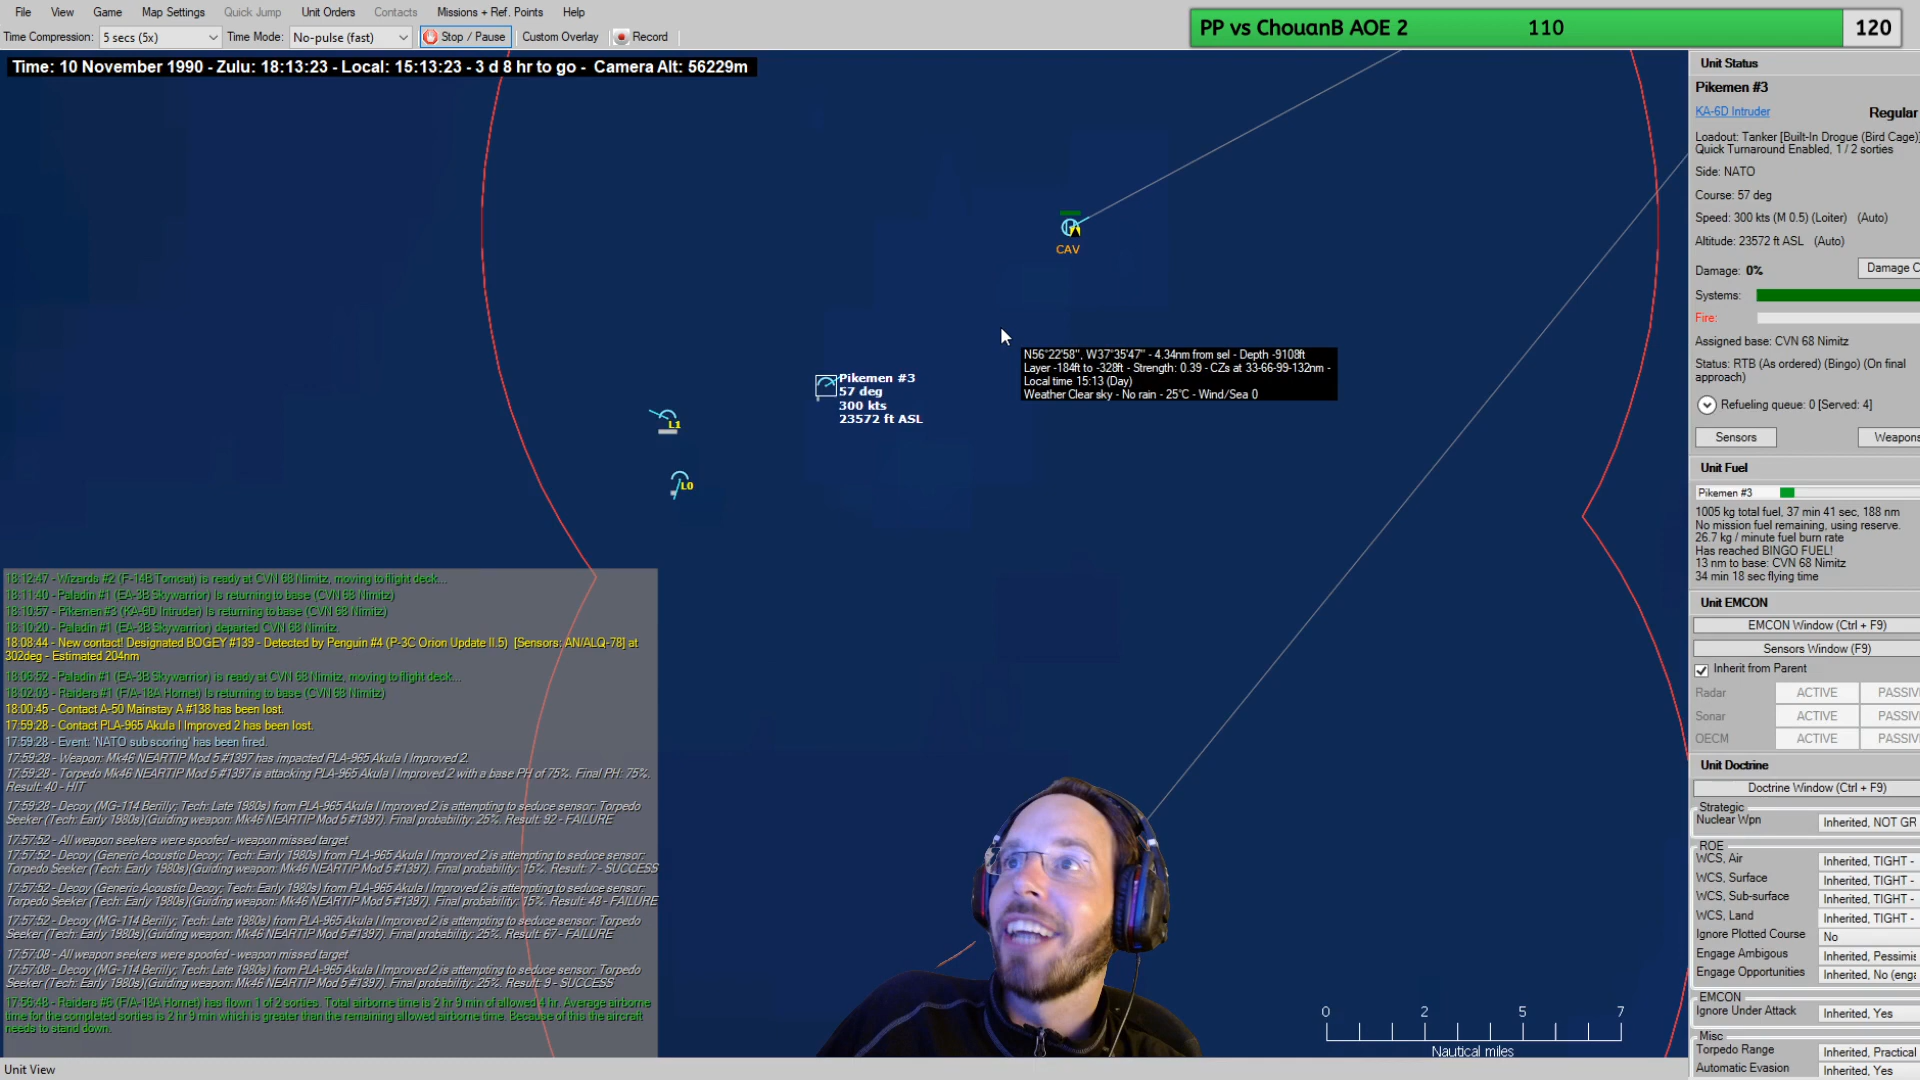 File View Game Map Settings Quick Jump Unit Orders Contacts Missions + Ref. Points Help
Time Compression: 5 secs (5x) Time Mode: No-pulse (fast) Stop / Pause Custom Overlay Record
PP vs ChouanB AOE 2 110 120
Time: 10 November 1990 - Zulu: 18:13:23 - Local: 15:13:23 - 3 d 8 hr to go - Camera Alt: 56229m
CAV
N56°22'58", W37°35'47" - 4.34nm from sel - Depth -9108ft
Layer -184ft to -328ft - Strength: 0.39 - CZs at 33-66-99-132nm -
Local time 15:13 (Day)
Weather Clear sky - No rain - 25°C - Wind/Sea 0
Pikemen #3
57 deg
300 kts
23572 ft ASL
L1
L0
18:12:47 - Wizards #2 (F-14B Tomcat) is ready at CVN 68 Nimitz, moving to flight deck...
18:11:40 - Paladin #1 (EA-3B Skywarrior) Is returning to base (CVN 68 Nimitz)
18:10:57 - Pikemen #3 (KA-6D Intruder) Is returning to base (CVN 68 Nimitz)
18:10:20 - Paladin #1 (EA-3B Skywarrior) departed CVN 68 Nimitz.
18:08:44 - New contact! Designated BOGEY #139 - Detected by Penguin #4 (P-3C Orion Update II.5) [Sensors: AN/ALQ-78] at
302deg - Estimated 204nm
18:06:52 - Paladin #1 (EA-3B Skywarrior) is ready at CVN 68 Nimitz, moving to flight deck...
18:02:03 - Raiders #1 (F/A-18A Hornet) Is returning to base (CVN 68 Nimitz)
18:00:45 - Contact A-50 Mainstay A #138 has been lost.
17:59:28 - Contact PLA-965 Akula I Improved 2 has been lost.
17:59:28 - Event: 'NATO sub scoring' has been fired.
17:59:28 - Weapon: Mk46 NEARTIP Mod 5 #1397 has impacted PLA-965 Akula I Improved 2.
17:59:28 - Torpedo Mk46 NEARTIP Mod 5 #1397 is attacking PLA-965 Akula I Improved 2 with a base PH of 75%. Final PH: 75%.
Result: 40 - HIT
17:59:28 - Decoy (MG-114 Berilly; Tech: Late 1980s) from PLA-965 Akula I Improved 2 is attempting to seduce sensor: Torpedo
Seeker (Tech: Early 1980s)(Guiding weapon: Mk46 NEARTIP Mod 5 #1397). Final probability: 25%. Result: 92 - FAILURE
17:57:52 - All weapon seekers were spoofed - weapon missed target
17:57:52 - Decoy (Generic Acoustic Decoy; Tech: Early 1980s) from PLA-965 Akula I Improved 2 is attempting to seduce sensor:
Torpedo Seeker (Tech: Early 1980s)(Guiding weapon: Mk46 NEARTIP Mod 5 #1397). Final probability: 15%. Result: 7 - SUCCESS
17:57:52 - Decoy (Generic Acoustic Decoy; Tech: Early 1980s) from PLA-965 Akula I Improved 2 is attempting to seduce sensor:
Torpedo Seeker (Tech: Early 1980s)(Guiding weapon: Mk46 NEARTIP Mod 5 #1397). Final probability: 15%. Result: 48 - FAILURE
17:57:52 - Decoy (MG-114 Berilly; Tech: Late 1980s) from PLA-965 Akula I Improved 2 is attempting to seduce sensor: Torpedo
Seeker (Tech: Early 1980s)(Guiding weapon: Mk46 NEARTIP Mod 5 #1397). Final probability: 25%. Result: 67 - FAILURE
17:57:08 - All weapon seekers were spoofed - weapon missed target
17:57:08 - Decoy (MG-114 Berilly; Tech: Late 1980s) from PLA-965 Akula I Improved 2 is attempting to seduce sensor: Torpedo
Seeker (Tech: Early 1980s)(Guiding weapon: Mk46 NEARTIP Mod 5 #1397). Final probability: 25%. Result: 9 - SUCCESS
17:56:48 - Raiders #6 (F/A-18A Hornet) has flown 1 of 2 sorties. Total airborne time is 2 hr 9 min of allowed 4 hr. Average airborne
time for the completed sorties is 2 hr 9 min which is greater than the remaining allowed airborne time. Because of this the aircraft
needs to stand down.
0 2 5 7
Nautical miles
Unit View
Unit Status
Pikemen #3
KA-6D Intruder Regular
Loadout: Tanker [Built-In Drogue (Bird Cage)]
Quick Turnaround Enabled, 1 / 2 sorties
Side: NATO
Course: 57 deg
Speed: 300 kts (M 0.5) (Loiter) (Auto)
Altitude: 23572 ft ASL (Auto)
Damage: 0% Damage C
Systems:
Fire:
Assigned base: CVN 68 Nimitz
Status: RTB (As ordered) (Bingo) (On final
approach)
Refueling queue: 0 [Served: 4]
Sensors Weapons
Unit Fuel
Pikemen #3
1005 kg total fuel, 37 min 41 sec, 188 nm
No mission fuel remaining, using reserve.
26.7 kg / minute fuel burn rate
Has reached BINGO FUEL!
13 nm to base: CVN 68 Nimitz
34 min 18 sec flying time
Unit EMCON
EMCON Window (Ctrl + F9)
Sensors Window (F9)
Inherit from Parent
Radar ACTIVE PASSIV
Sonar ACTIVE PASSIV
OECM ACTIVE PASSIV
Unit Doctrine
Doctrine Window (Ctrl + F9)
Strategic
Nuclear Wpn Inherited, NOT GR
ROE
WCS, Air Inherited, TIGHT -
WCS, Surface Inherited, TIGHT -
WCS, Sub-surface Inherited, TIGHT -
WCS, Land Inherited, TIGHT -
Ignore Plotted Course No
Engage Ambigous Inherited, Pessimis
Engage Opportunities Inherited, No (enga
EMCON
Ignore Under Attack Inherited, Yes
Misc
Torpedo Range Inherited, Practical
Automatic Evasion Inherited, Yes